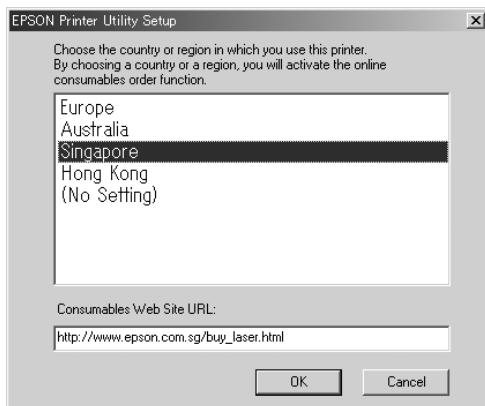 EPSON Printer Utility Setup
Choose the country or region in which you use this printer.
By choosing a country or a region, you will activate the online
consumables order function.
Europe
Australia
Singapore
Hong Kong
(No Setting)
Consumables Web Site URL:
http://www.epson.com.sg/buy_laser.html
OK
Cancel